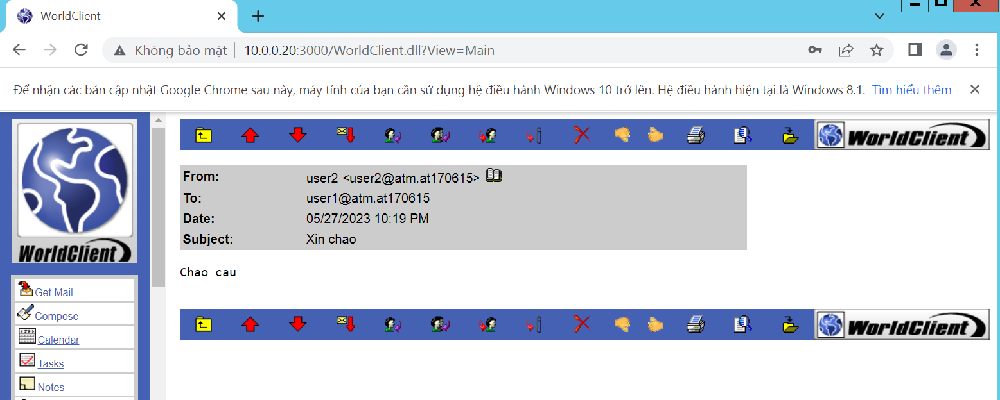 WorldClient
Không bảo mật 10.0.0.20:3000/WorldClient.dll?View=Main
Để nhận các bản cập nhật Google Chrome sau này, máy tính của bạn cần sử dụng hệ điều hành Windows 10 trở lên. Hệ điều hành hiện tại là Windows 8.1. Tìm hiểu thêm
WorldClient
WorldClient
Get Mail
Compose
Calendar
Tasks
Notes
From: user2 <user2@atm.at170615>
To: user1@atm.at170615
Date: 05/27/2023 10:19 PM
Subject: Xin chao
Chao cau
WorldClient